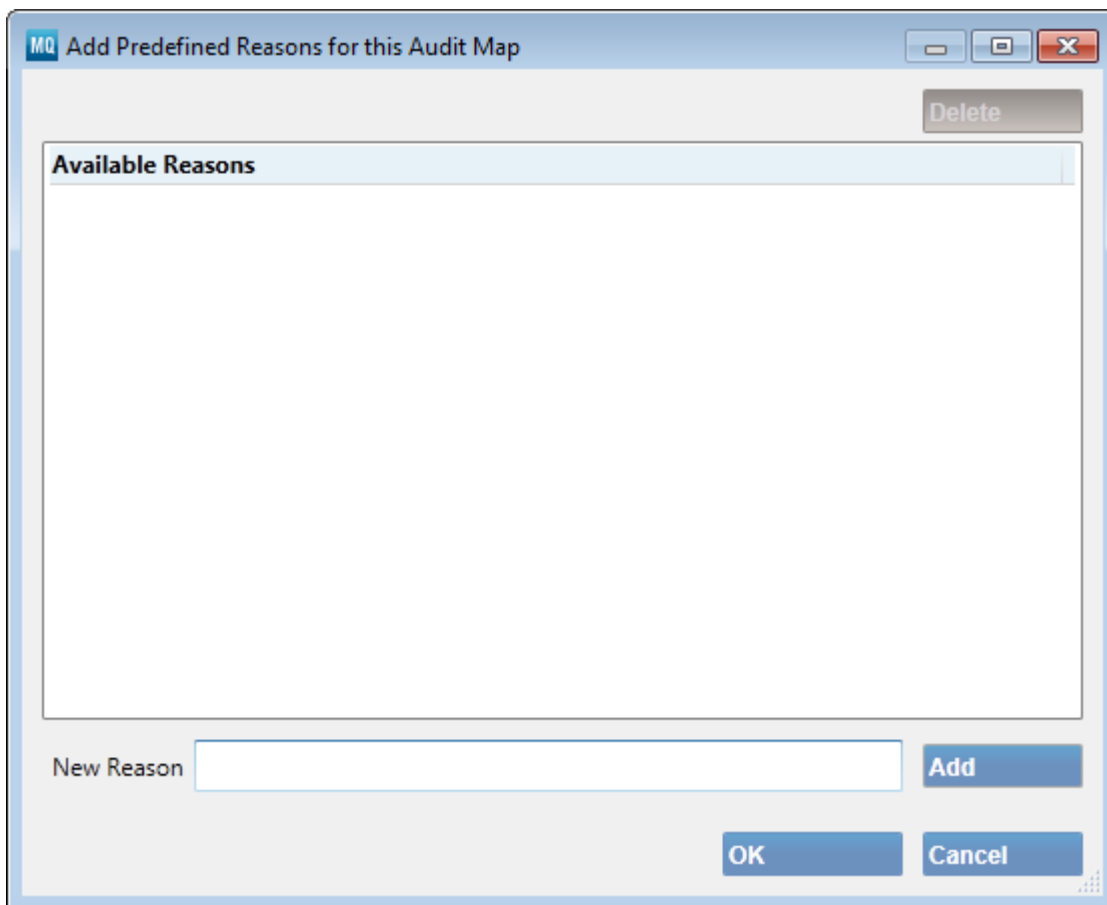 MQ Add Predefined Reasons for this Audit Map
Delete
Available Reasons
New Reason
Add
OK
Cancel